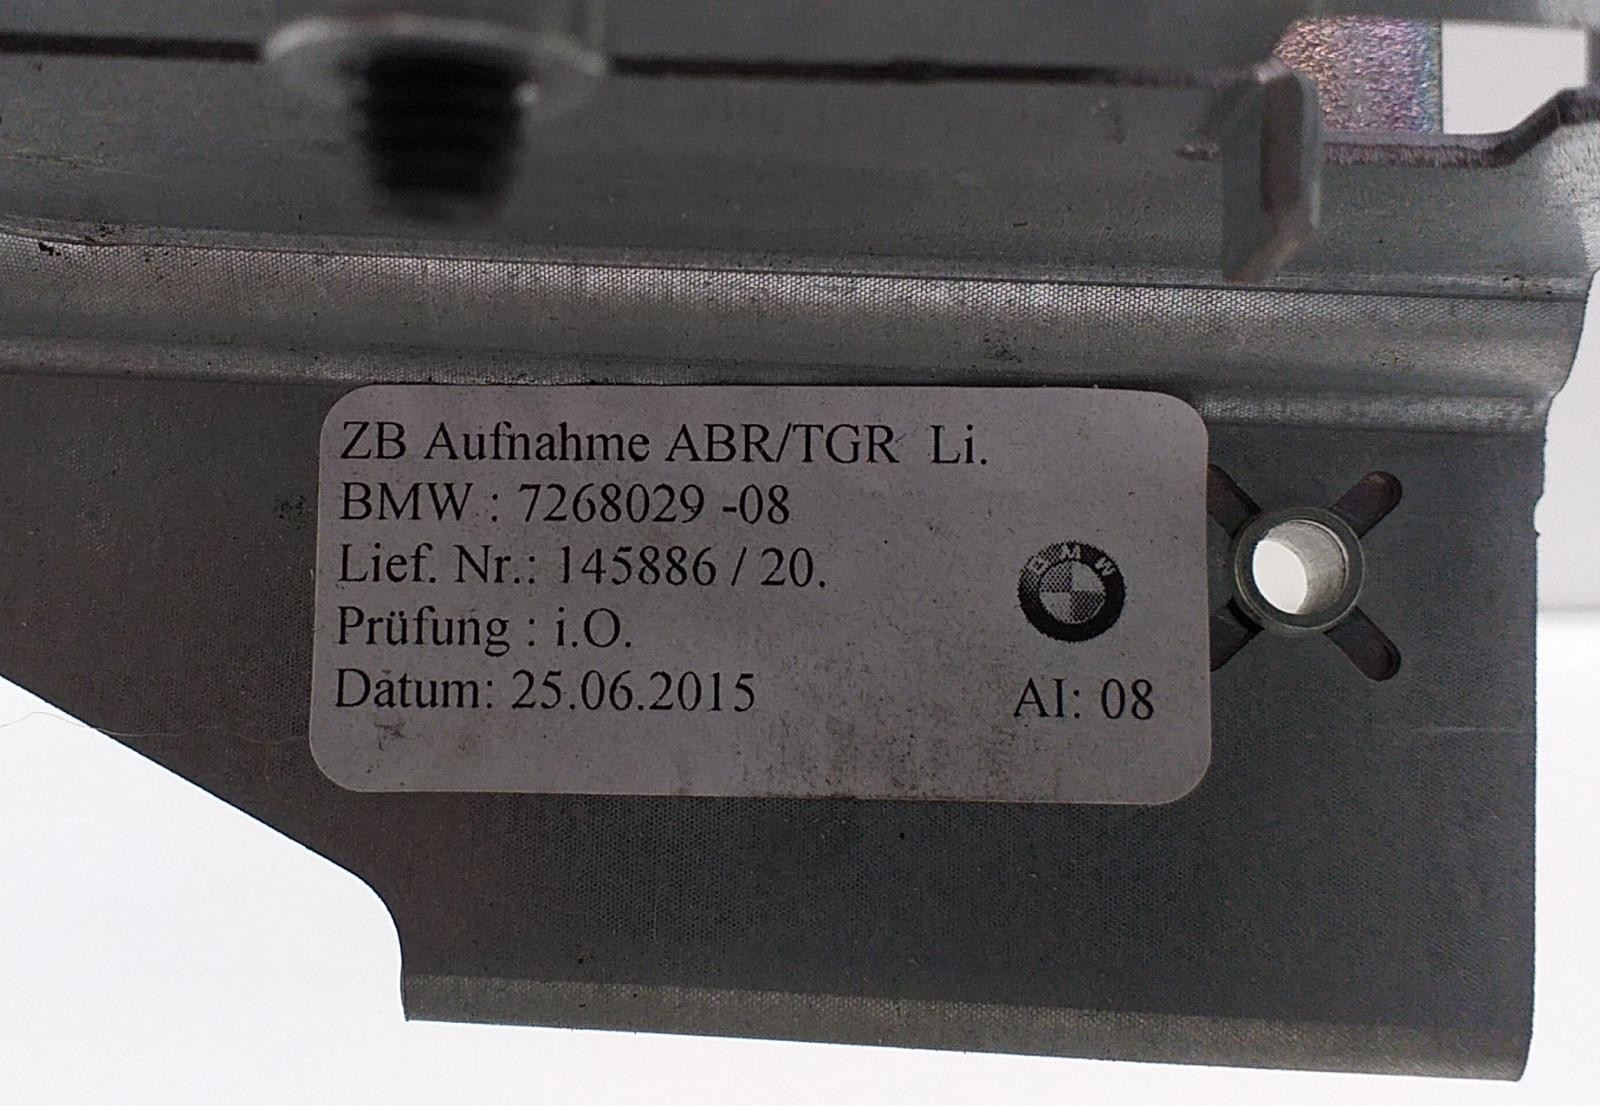 ZB Aufnahme ABR/TGR Li.
BMW : 7268029 -08
Lief. Nr.: 145886 / 20.
Prüfung : i.O.
Datum: 25.06.2015
BMW
AI: 08